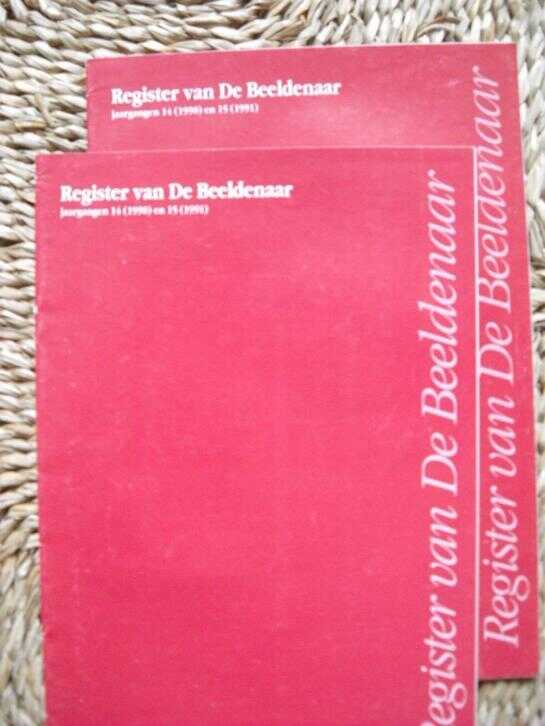 Register van De Beeldenaar
Jaargangen 14 (1990) en 15 (1991)
Register van De Beeldenaar
Register van De Beeldenaar
Jaargangen 14 (1990) en 15 (1991)
egister van De Beeldenaar